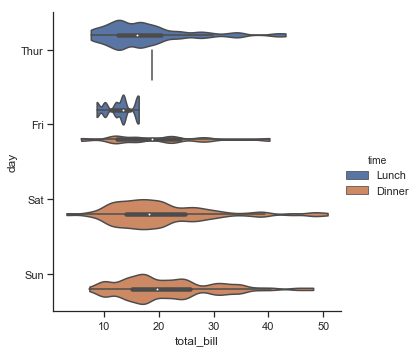 Thur
Fri
Sat
Sun
day
10 20 30 40 50
total_bill
time
Lunch
Dinner